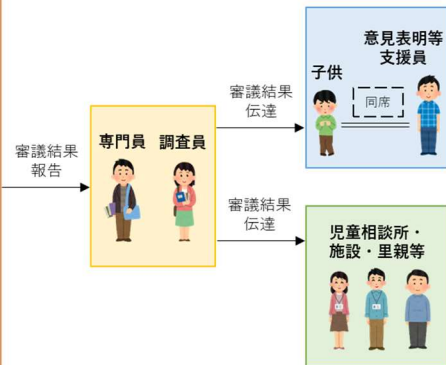 審議結果
報告
専門員 調査員
審議結果
伝達
子供
意見表明等
支援員
同席
審議結果
伝達
児童相談所・
施設・里親等